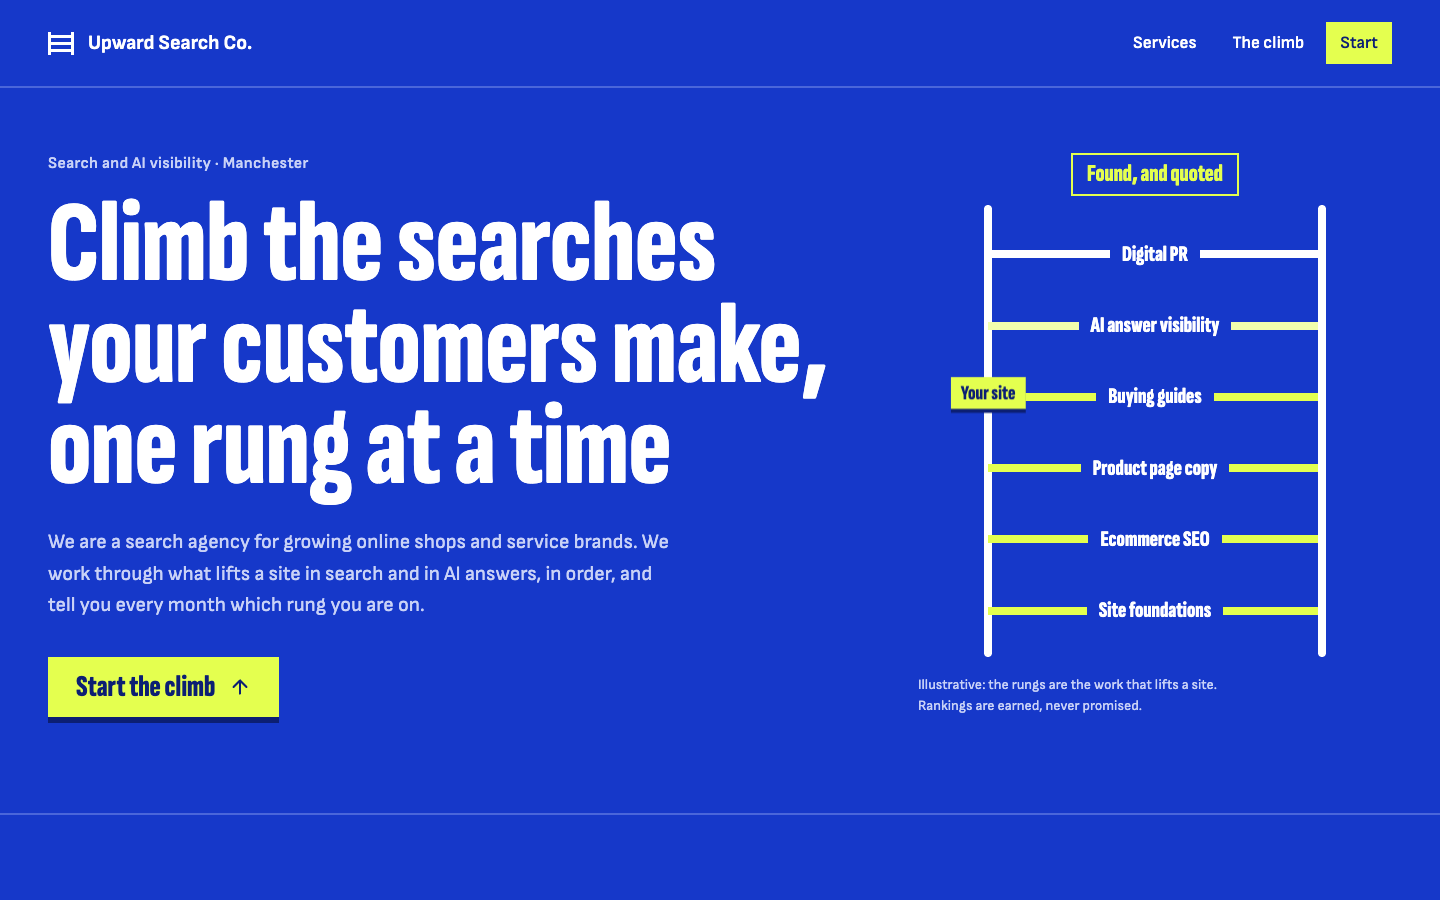 Upward Search Co.
Services
The climb
Start
Search and AI visibility · Manchester
Climb the searches
your customers make,
one rung at a time
We are a search agency for growing online shops and service brands. We
work through what lifts a site in search and in AI answers, in order, and
tell you every month which rung you are on.
Start the climb
Found, and quoted
Digital PR
AI answer visibility
Your site
Buying guides
Product page copy
Ecommerce SEO
Site foundations
Illustrative: the rungs are the work that lifts a site.
Rankings are earned, never promised.